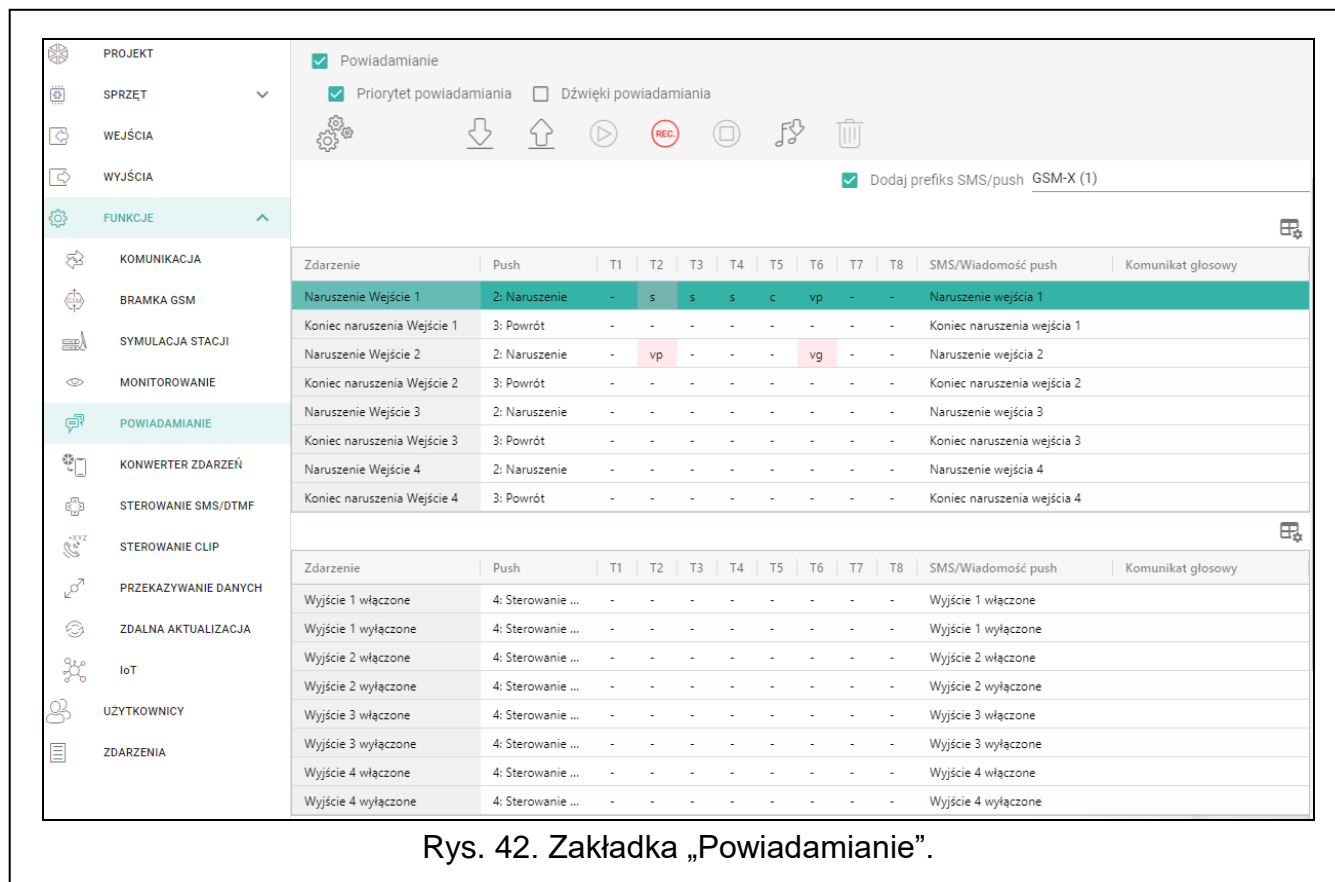 PROJEKT
SPRZĘT
WEJŚCIA
WYJŚCIA
FUNKCJE
KOMUNIKACJA
GSM
BRAMKA GSM
SYMULACJA STACJI
MONITOROWANIE
POWIADAMIANIE
KONWERTER ZDARZEŃ
STEROWANIE SMS/DTMF
+XYZ
STEROWANIE CLIP
PRZEKAZYWANIE DANYCH
ZDALNA AKTUALIZACJA
IoT
UŻYTKOWNICY
ZDARZENIA
Powiadamianie
Priorytet powiadamiania Dźwięki powiadamiania
REC.
Dodaj prefiks SMS/push GSM-X (1)
Zdarzenie Push T1 T2 T3 T4 T5 T6 T7 T8 SMS/Wiadomość push Komunikat głosowy
Naruszenie Wejście 1 2: Naruszenie - s s s c vp - - Naruszenie wejścia 1
Koniec naruszenia Wejście 1 3: Powrót - - - - - - - - Koniec naruszenia wejścia 1
Naruszenie Wejście 2 2: Naruszenie - vp - - - vg - - Naruszenie wejścia 2
Koniec naruszenia Wejście 2 3: Powrót - - - - - - - - Koniec naruszenia wejścia 2
Naruszenie Wejście 3 2: Naruszenie - - - - - - - - Naruszenie wejścia 3
Koniec naruszenia Wejście 3 3: Powrót - - - - - - - - Koniec naruszenia wejścia 3
Naruszenie Wejście 4 2: Naruszenie - - - - - - - - Naruszenie wejścia 4
Koniec naruszenia Wejście 4 3: Powrót - - - - - - - - Koniec naruszenia wejścia 4
Zdarzenie Push T1 T2 T3 T4 T5 T6 T7 T8 SMS/Wiadomość push Komunikat głosowy
Wyjście 1 włączone 4: Sterowanie ... - - - - - - - - Wyjście 1 włączone
Wyjście 1 wyłączone 4: Sterowanie ... - - - - - - - - Wyjście 1 wyłączone
Wyjście 2 włączone 4: Sterowanie ... - - - - - - - - Wyjście 2 włączone
Wyjście 2 wyłączone 4: Sterowanie ... - - - - - - - - Wyjście 2 wyłączone
Wyjście 3 włączone 4: Sterowanie ... - - - - - - - - Wyjście 3 włączone
Wyjście 3 wyłączone 4: Sterowanie ... - - - - - - - - Wyjście 3 wyłączone
Wyjście 4 włączone 4: Sterowanie ... - - - - - - - - Wyjście 4 włączone
Wyjście 4 wyłączone 4: Sterowanie ... - - - - - - - - Wyjście 4 wyłączone
Rys. 42. Zakładka „Powiadamianie”.